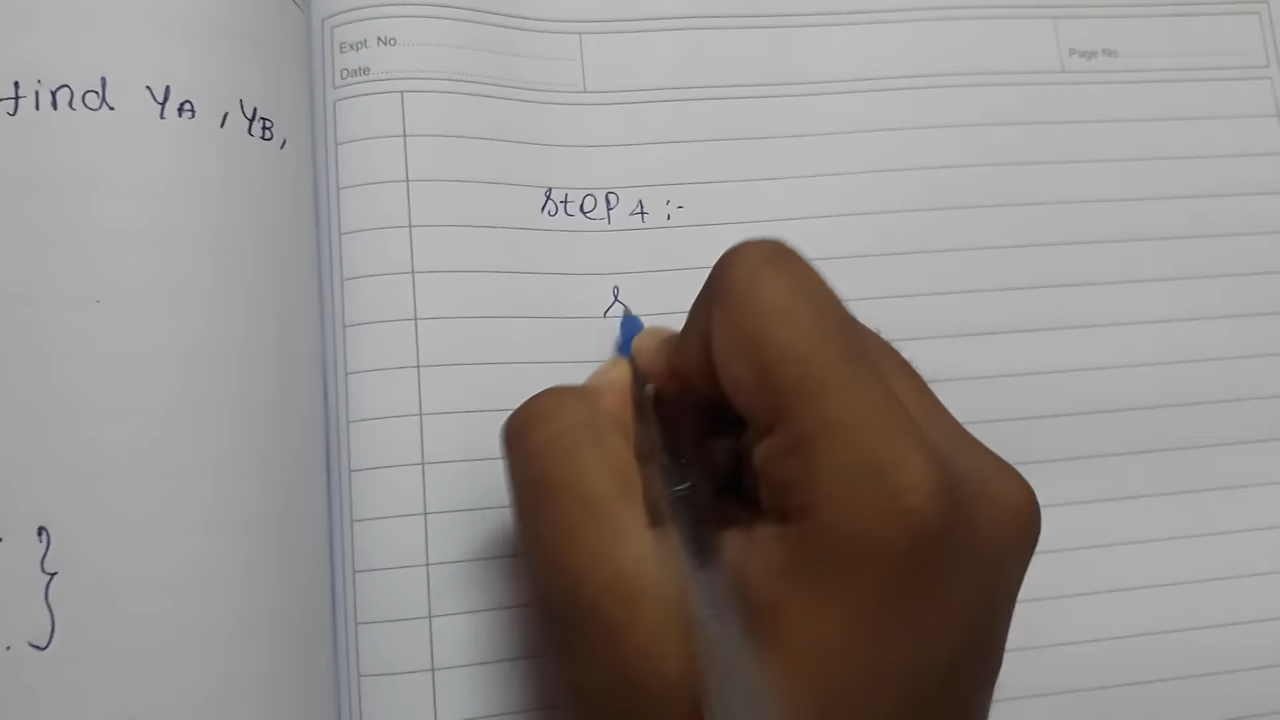 find YA, YB,
}
Expt. No
Date
Page No
Step 4 :-